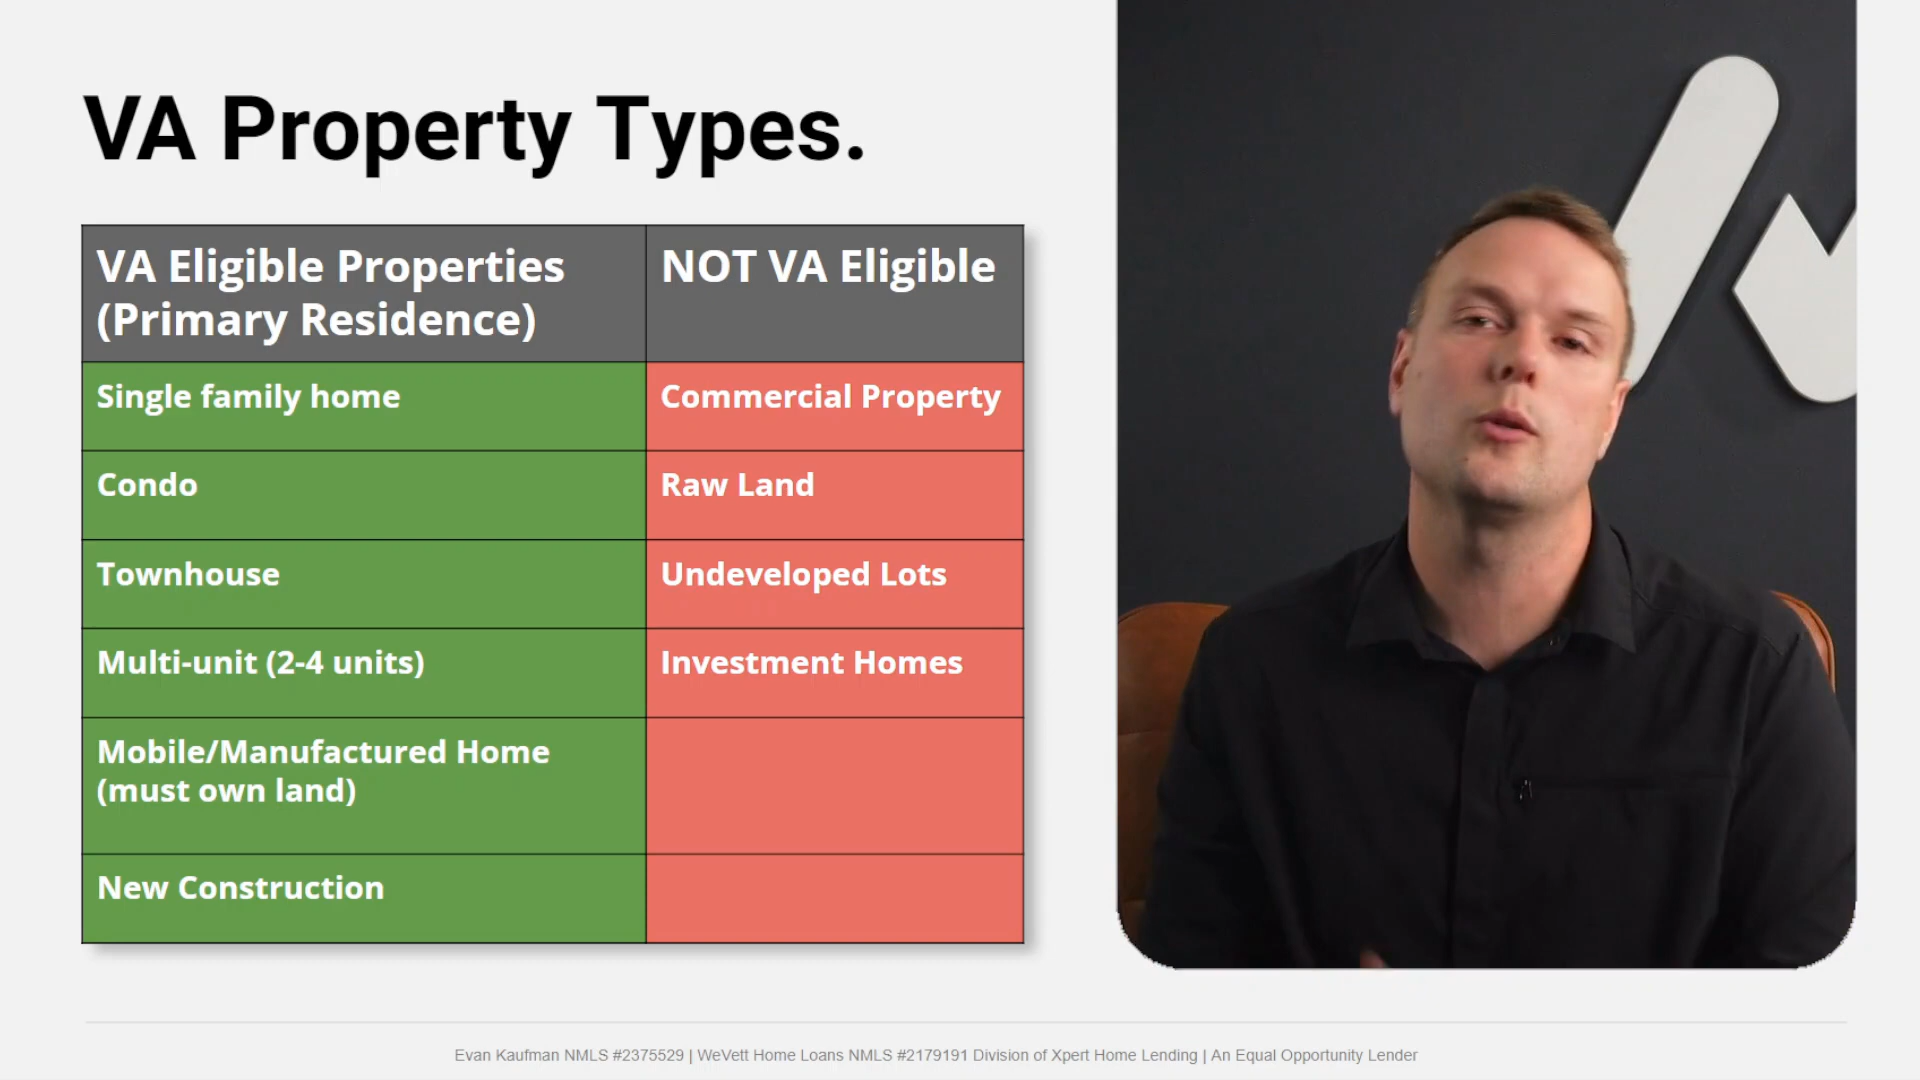 VA Property Types.
VA Eligible Properties
(Primary Residence)
NOT VA Eligible
Single family home
Commercial Property
Condo
Raw Land
Townhouse
Undeveloped Lots
Multi-unit (2-4 units)
Investment Homes
Mobile/Manufactured Home
(must own land)
New Construction
Evan Kaufman NMLS #2375529 | WeVett Home Loans NMLS #2179191 Division of Xpert Home Lending | An Equal Opportunity Lender